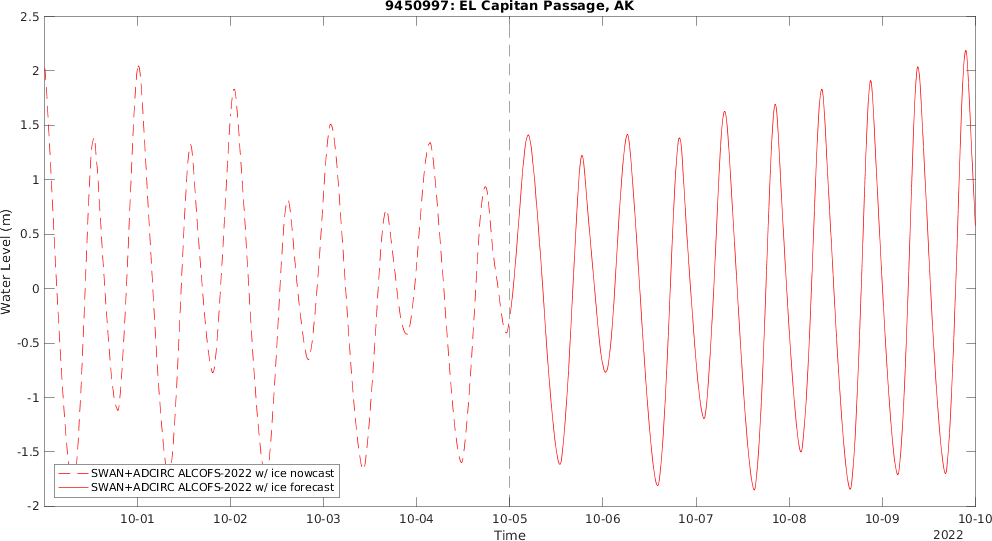 9450997: EL Capitan Passage, AK
2.5
2
1.5
1
0.5
0
-0.5
-1
-1.5
-2
Water Level (m)
SWAN+ADCIRC ALCOFS-2022 w/ ice nowcast
SWAN+ADCIRC ALCOFS-2022 w/ ice forecast
10-01 10-02 10-03 10-04 10-05 10-06 10-07 10-08 10-09 10-10
Time
2022